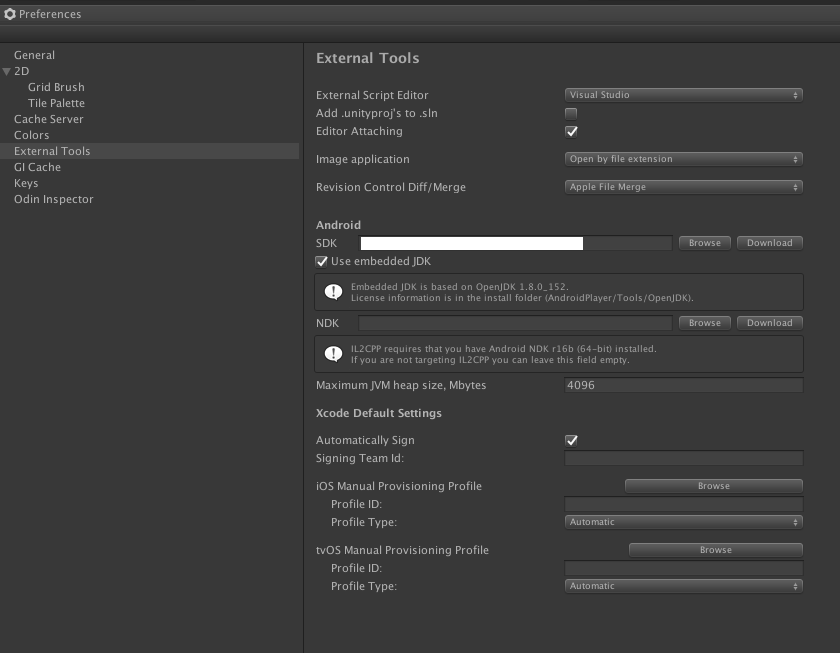 Preferences
General
2D
Grid Brush
Tile Palette
Cache Server
Colors
External Tools
GI Cache
Keys
Odin Inspector
External Tools
External Script Editor Visual Studio
Add .unityproj's to .sln
Editor Attaching
Image application Open by file extension
Revision Control Diff/Merge Apple File Merge
Android
SDK Browse Download
Use embedded JDK
Embedded JDK is based on OpenJDK 1.8.0_152.
License information is in the install folder (AndroidPlayer/Tools/OpenJDK).
NDK Browse Download
IL2CPP requires that you have Android NDK r16b (64-bit) installed.
If you are not targeting IL2CPP you can leave this field empty.
Maximum JVM heap size, Mbytes 4096
Xcode Default Settings
Automatically Sign
Signing Team Id:
iOS Manual Provisioning Profile Browse
Profile ID:
Profile Type: Automatic
tvOS Manual Provisioning Profile Browse
Profile ID:
Profile Type: Automatic